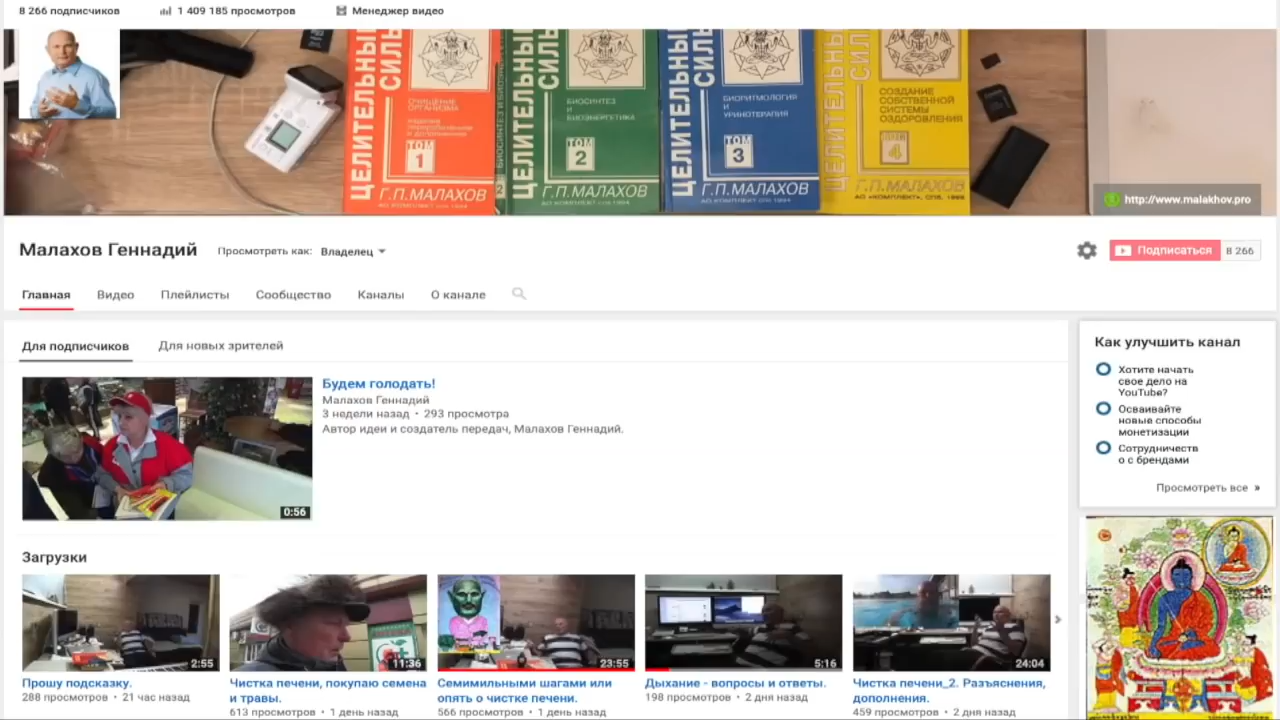 8 266 подписчиков
1 409 185 просмотров
Менеджер видео
ЦЕЛИТЕЛЬНЫЕ СИЛЫ
ОЧИЩЕНИЕ
ОРГАНИЗМА
ТОМ
1
Г.П.МАЛАХОВ
ЦЕЛИТЕЛЬНЫЕ СИЛЫ
БИОСИНТЕЗ
И
БИОЭНЕРГЕТИКА
ТОМ
2
Г.П.МАЛАХОВ
ЦЕЛИТЕЛЬНЫЕ СИЛЫ
БИОРИТМОЛОГИЯ
И
УРИНОТЕРАПИЯ
ТОМ
3
Г.П.МАЛАХОВ
ЦЕЛИТЕЛЬНЫЕ СИЛЫ
СОЗДАНИЕ
СОБСТВЕННОЙ
СИСТЕМЫ
ОЗДОРОВЛЕНИЯ
4
Г.П.МАЛАХОВ
http://www.malakhov.pro
Малахов Геннадий
Просмотреть как: Владелец
Подписаться 8 266
Главная Видео Плейлисты Сообщество Каналы О канале
Для подписчиков Для новых зрителей
Будем голодать!
Малахов Геннадий
3 недели назад • 293 просмотра
Автор идеи и создатель передач, Малахов Геннадий.
0:56
Как улучшить канал
Хотите начать
свое дело на
YouTube?
Осваивайте
новые способы
монетизации
Сотрудничеств
о с брендами
Просмотреть все »
Загрузки
2:55
Прошу подсказку.
288 просмотров • 21 час назад
11:36
Чистка печени, покупаю семена
и травы.
613 просмотров • 1 день назад
23:55
Семимильными шагами или
опять о чистке печени.
566 просмотров • 1 день назад
5:16
Дыхание - вопросы и ответы.
198 просмотров • 2 дня назад
24:04
Чистка печени_2. Разъяснения,
дополнения.
459 просмотров • 2 дня назад